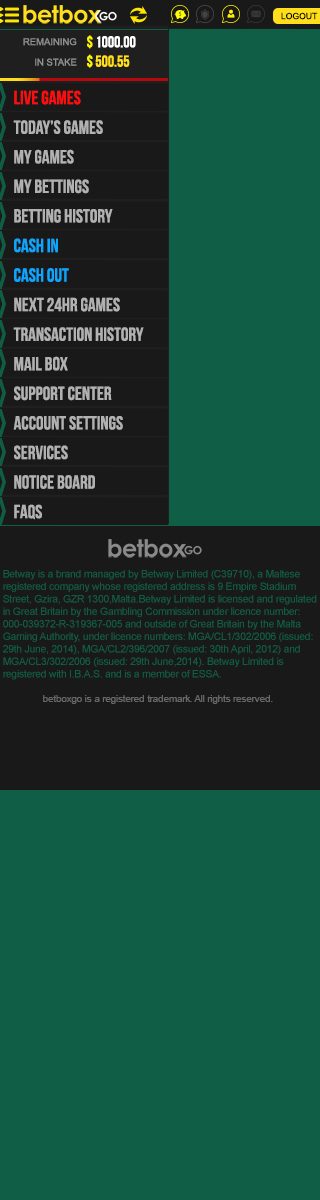 betboxGO
LOGOUT
REMAINING $ 1000.00
IN STAKE $ 500.55
LIVE GAMES
TODAY'S GAMES
MY GAMES
MY BETTINGS
BETTING HISTORY
CASH IN
CASH OUT
NEXT 24HR GAMES
TRANSACTION HISTORY
MAIL BOX
SUPPORT CENTER
ACCOUNT SETTINGS
SERVICES
NOTICE BOARD
FAQS
betboxGO
Betway is a brand managed by Betway Limited (C39710), a Maltese
registered company whose registered address is 9 Empire Stadium
Street, Gzira, GZR 1300,Malta.Betway Limited is licensed and regulated
in Great Britain by the Gambling Commission under licence number:
000-039372-R-319367-005 and outside of Great Britain by the Malta
Gaming Authority, under licence numbers: MGA/CL1/302/2006 (issued:
29th June, 2014), MGA/CL2/396/2007 (issued: 30th April, 2012) and
MGA/CL3/302/2006 (issued: 29th June,2014). Betway Limited is
registered with I.B.A.S. and is a member of ESSA.
betboxgo is a registered trademark. All rights reserved.